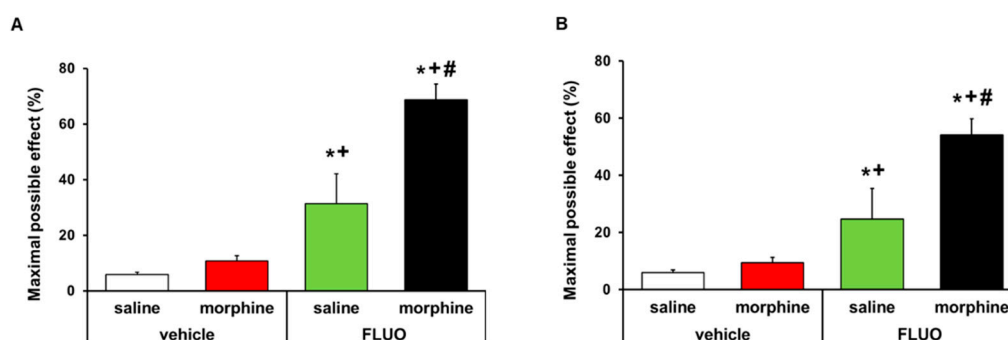 A
Maximal possible effect (%)
80
60
40
20
0
*+
*+#
saline morphine saline morphine
vehicle FLUO
B
Maximal possible effect (%)
80
60
40
20
0
*+
*+#
saline morphine saline morphine
vehicle FLUO